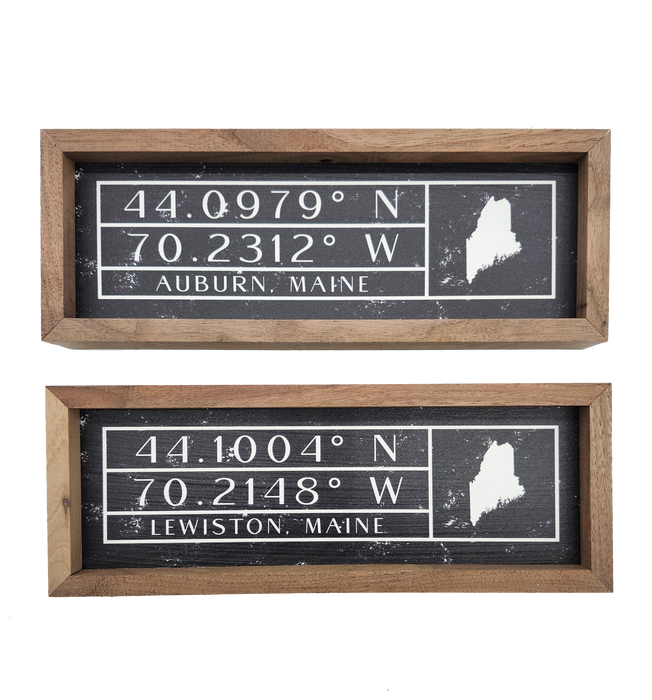 44.0979° N
70.2312° W
AUBURN, MAINE
44.1004° N
70.2148° W
LEWISTON, MAINE